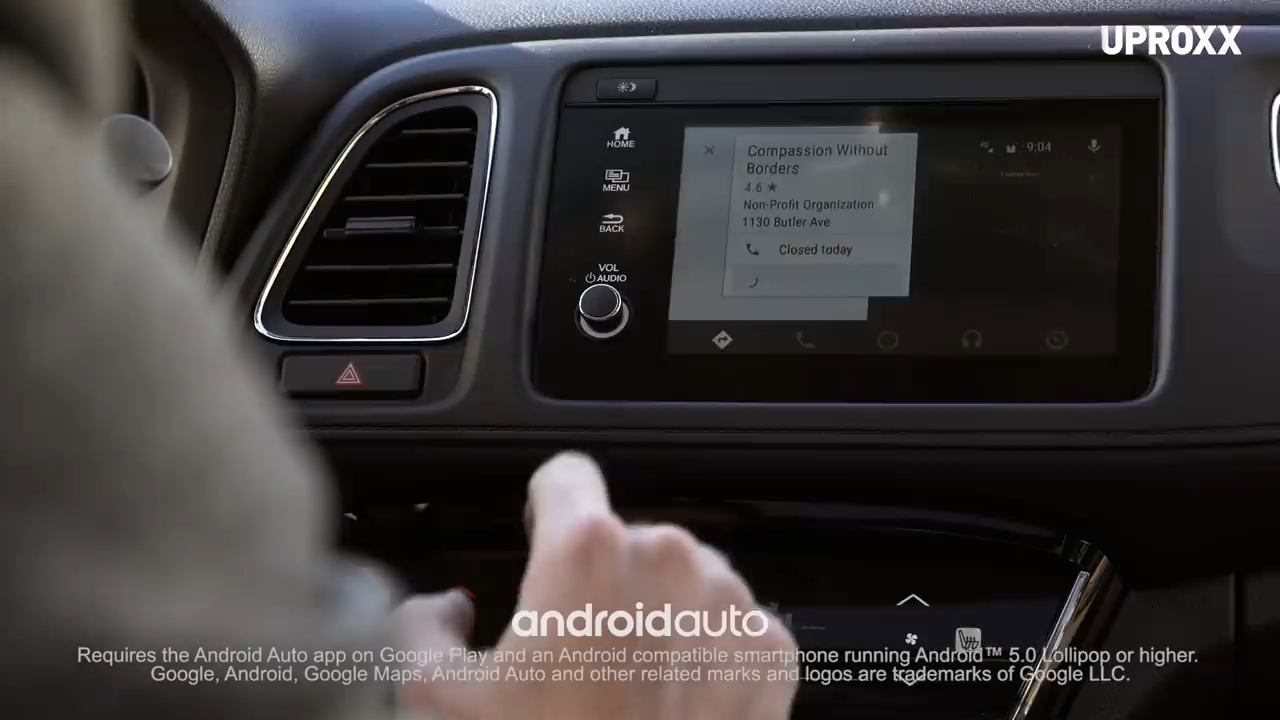 UPROXX
HOME
MENU
BACK
VOL
AUDIO
Compassion Without
Borders
4.6 ★
Non-Profit Organization
1130 Butler Ave
Closed today
9:04
androidauto
Requires the Android Auto app on Google Play and an Android compatible smartphone running Android™ 5.0 Lollipop or higher.
Google, Android, Google Maps, Android Auto and other related marks and logos are trademarks of Google LLC.